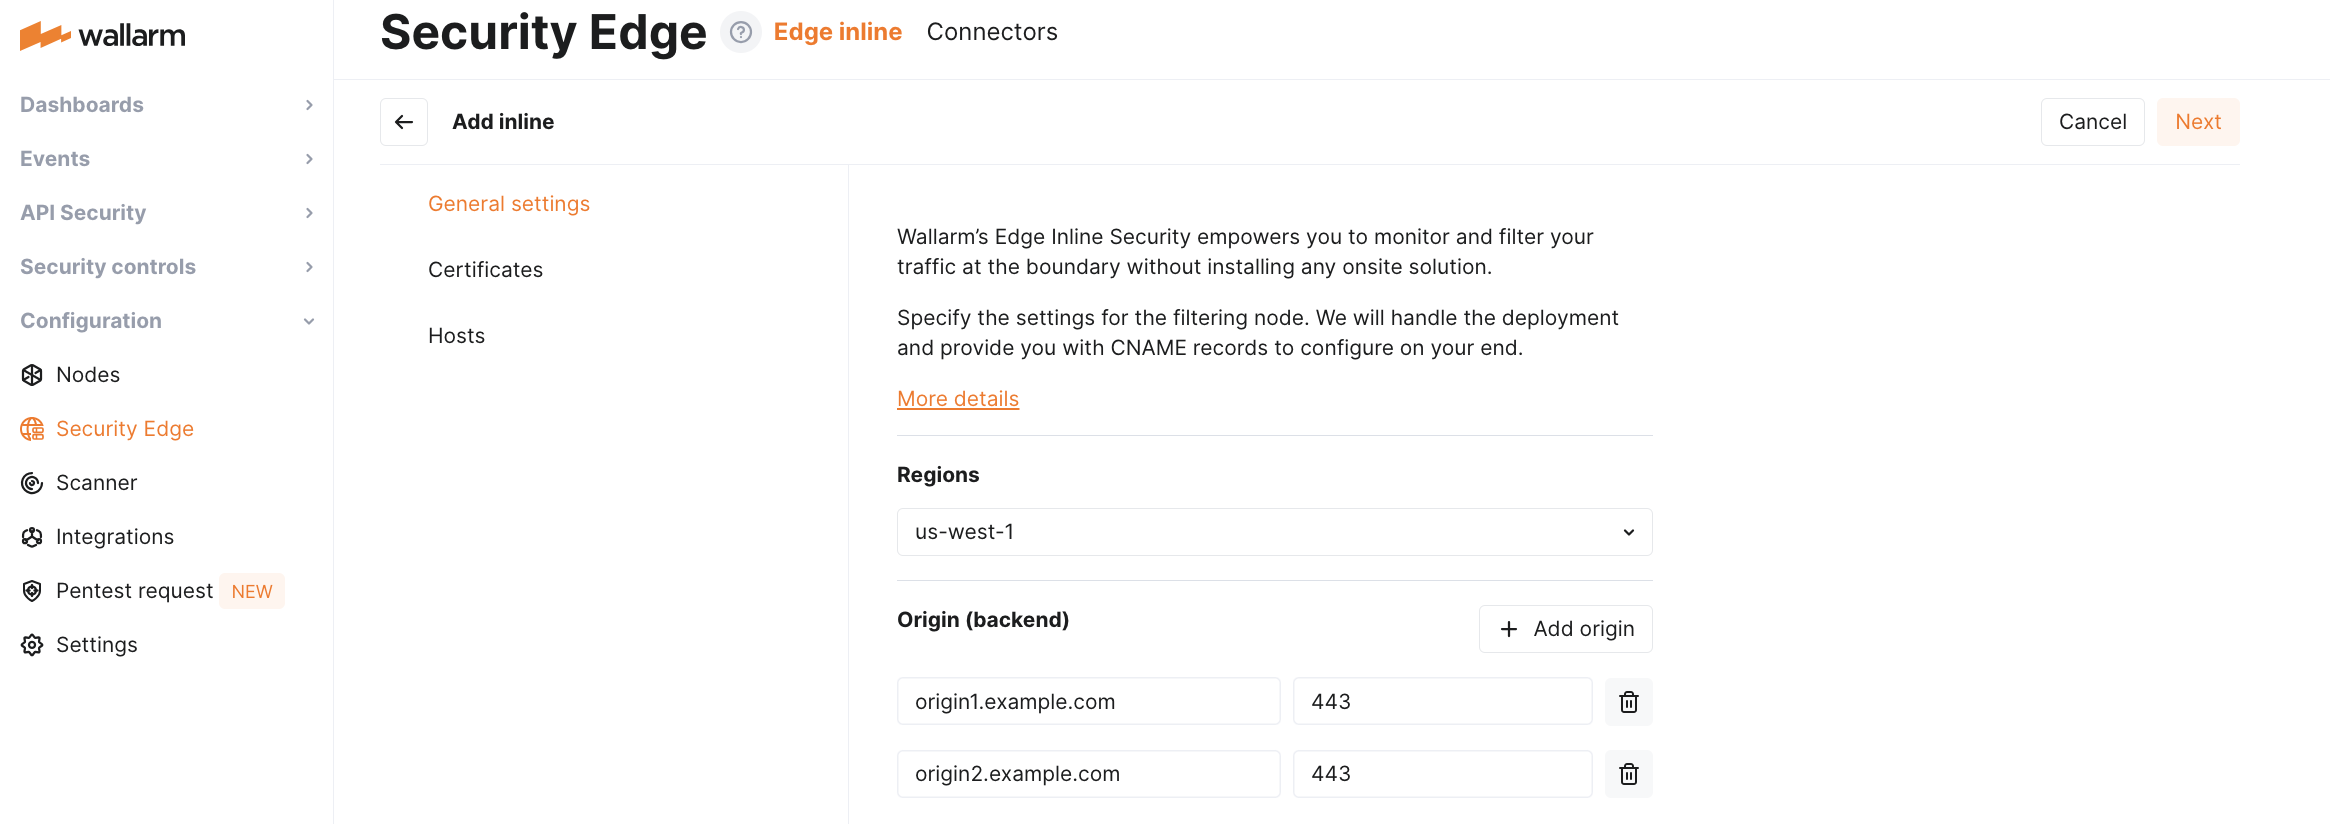 wallarm
Dashboards
Events
API Security
Security controls
Configuration
Nodes
Security Edge
Scanner
Integrations
Pentest request NEW
Settings
Security Edge ? Edge inline Connectors
Add inline
Cancel Next
General settings
Certificates
Hosts
Wallarm’s Edge Inline Security empowers you to monitor and filter your
traffic at the boundary without installing any onsite solution.
Specify the settings for the filtering node. We will handle the deployment
and provide you with CNAME records to configure on your end.
More details
Regions
us-west-1
Origin (backend)
+ Add origin
origin1.example.com 443
origin2.example.com 443